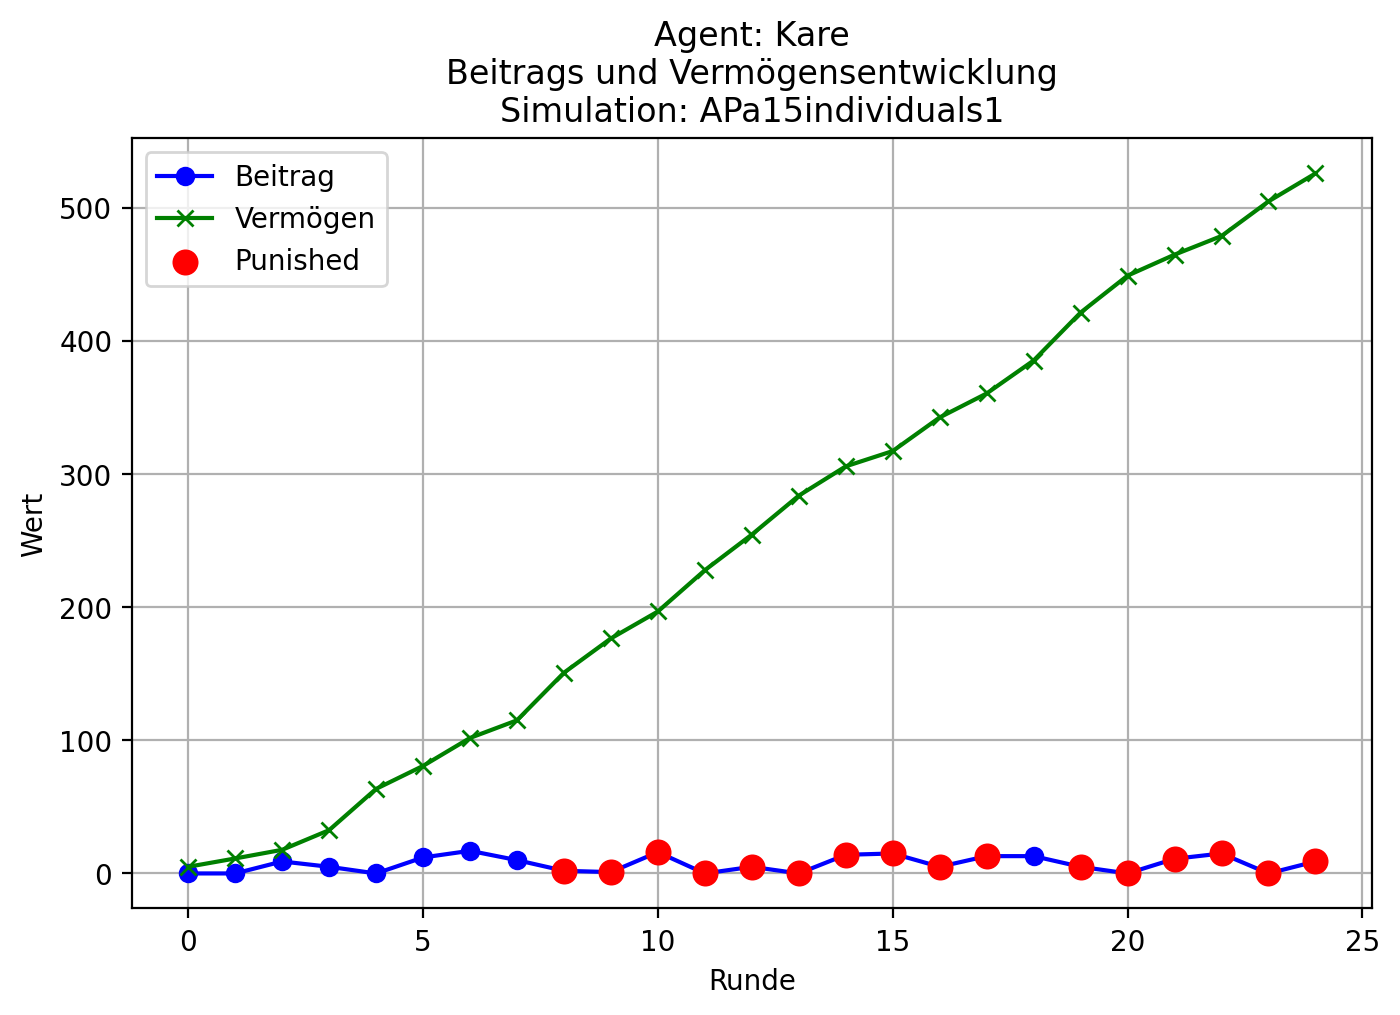 Agent: Kare
Beitrags und Vermögensentwicklung
Simulation: APa15individuals1
Beitrag
Vermögen
Punished
500
400
300
200
100
0
Wert
0 5 10 15 20 25
Runde